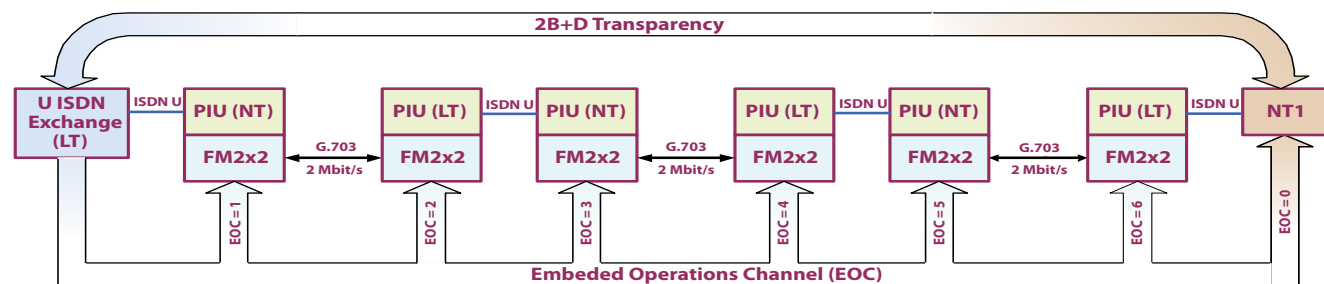 2B+D Transparency
U ISDN
Exchange
(LT)
ISDN U
PIU (NT)
FM2x2
G.703
2 Mbit/s
PIU (LT)
FM2x2
ISDN U
PIU (NT)
FM2x2
G.703
2 Mbit/s
PIU (LT)
FM2x2
ISDN U
PIU (NT)
FM2x2
G.703
2 Mbit/s
PIU (LT)
FM2x2
ISDN U
NT1
EOC = 1
EOC = 2
EOC = 3
EOC = 4
EOC = 5
EOC = 6
EOC = 0
Embeded Operations Channel (EOC)